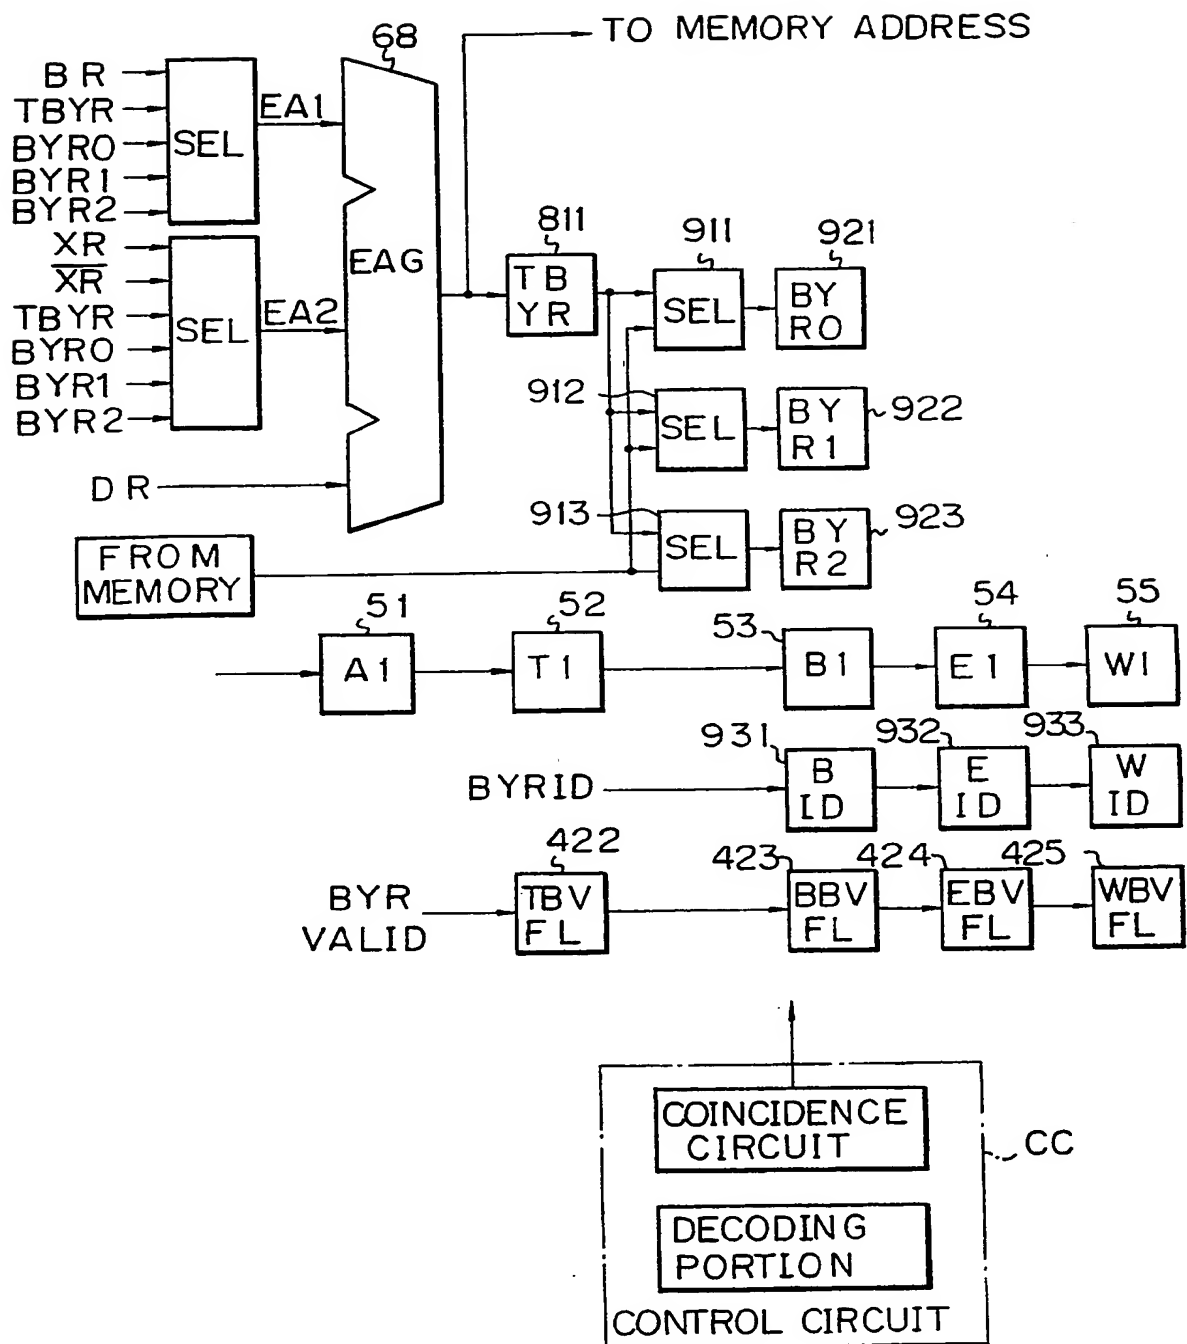 TO MEMORY ADDRESS
68
BR
TBYR
BYR0
BYR1
BYR2
SEL
EA1
XR
X̅R̅
TBYR
BYR0
BYR1
BYR2
SEL
EA2
EAG
DR
811
TB
YR
911
SEL
921
BY
R0
912
SEL
BY
R1
922
913
SEL
BY
R2
923
FROM
MEMORY
51
A1
52
T1
53
B1
54
E1
55
W1
BYRID
931
B
ID
932
E
ID
933
W
ID
BYR
VALID
422
TBV
FL
423
BBV
FL
424
EBV
FL
425
WBV
FL
COINCIDENCE
CIRCUIT
CC
DECODING
PORTION
CONTROL CIRCUIT